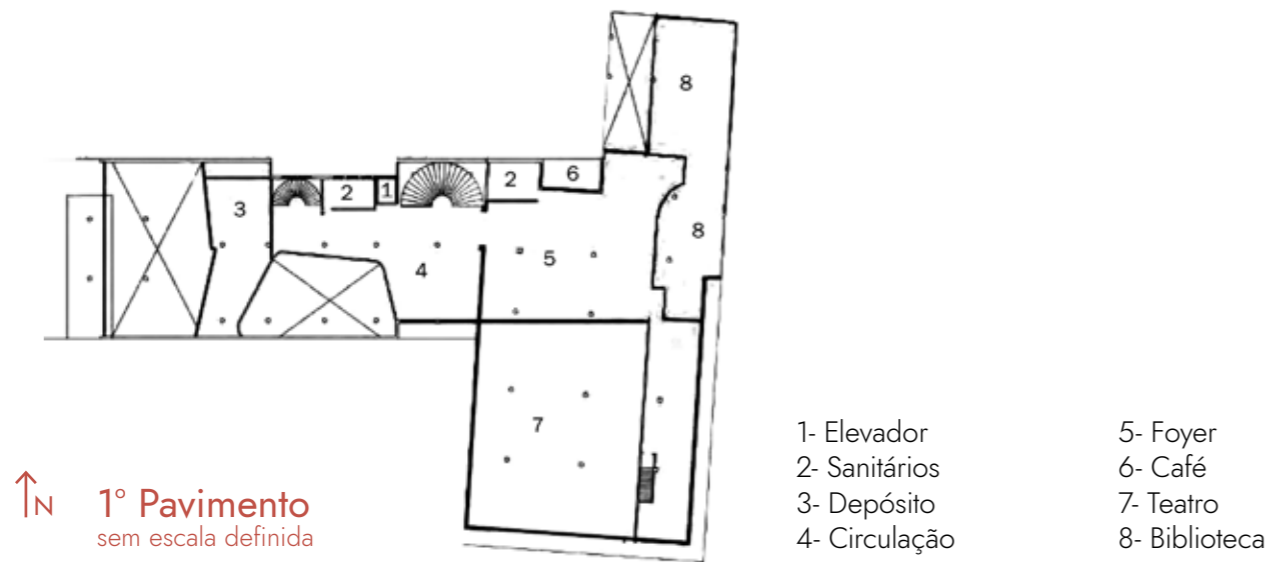 8
6
2
2
1
3
8
5
4
7
N
1° Pavimento
sem escala definida
1- Elevador
2- Sanitários
3- Depósito
4- Circulação
5- Foyer
6- Café
7- Teatro
8- Biblioteca